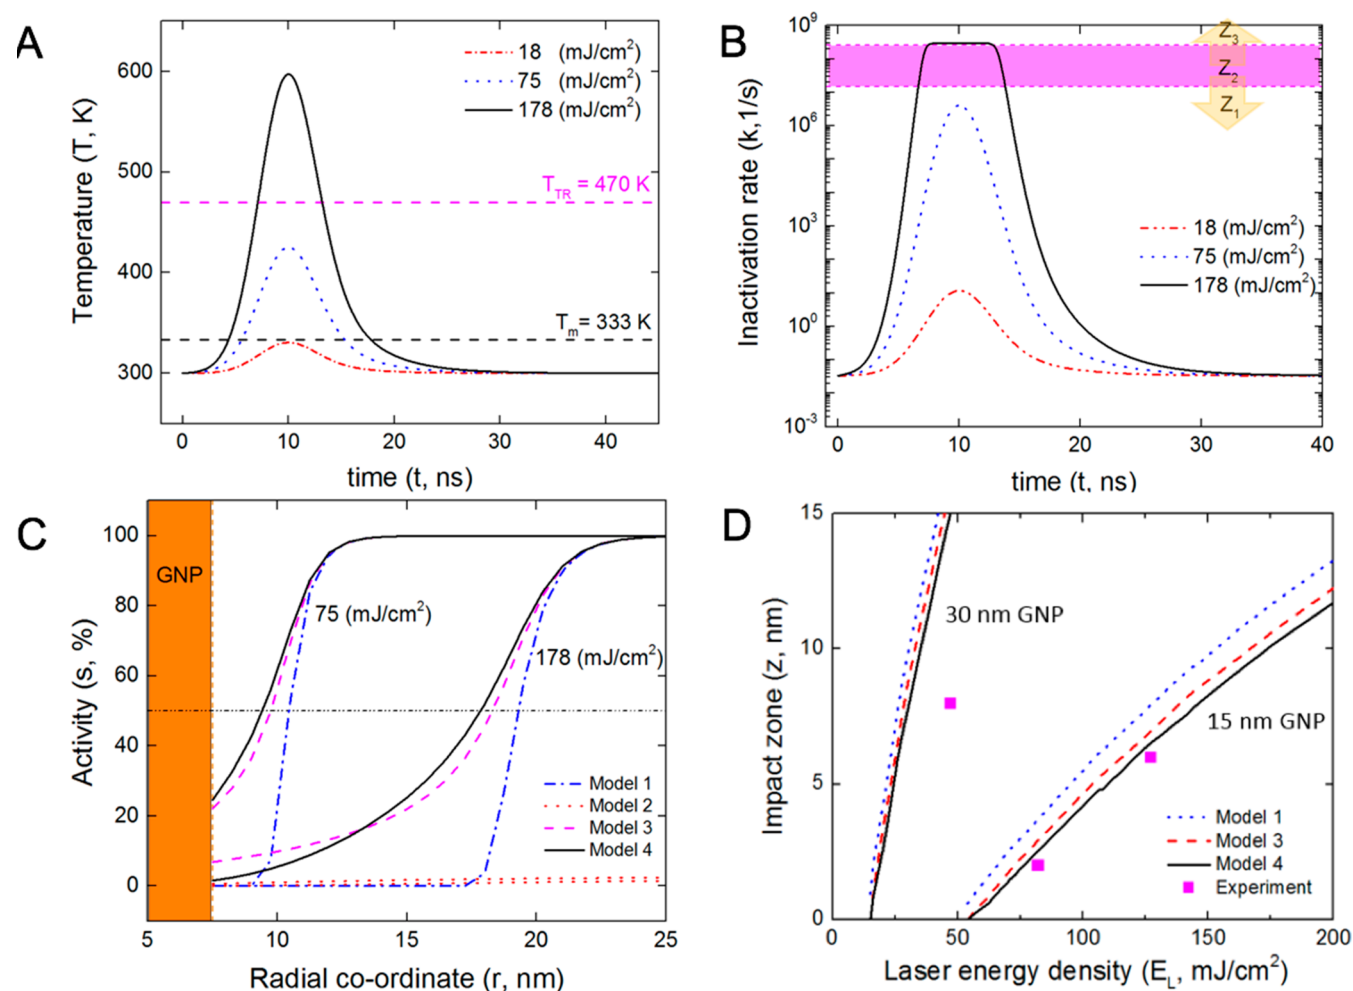 A
18 (mJ/cm²)
75 (mJ/cm²)
178 (mJ/cm²)
T_TR = 470 K
T_m = 333 K
600
500
400
300
0
10
20
30
40
Temperature (T, K)
time (t, ns)
B
Z₃
Z₂
Z₁
18 (mJ/cm²)
75 (mJ/cm²)
178 (mJ/cm²)
10⁹
10⁶
10³
10⁰
10⁻³
0
10
20
30
40
Inactivation rate (k,1/s)
time (t, ns)
C
GNP
75 (mJ/cm²)
178 (mJ/cm²)
Model 1
Model 2
Model 3
Model 4
100
80
60
40
20
0
5
10
15
20
25
Activity (s, %)
Radial co-ordinate (r, nm)
D
30 nm GNP
15 nm GNP
Model 1
Model 3
Model 4
Experiment
15
10
5
0
0
50
100
150
200
Impact zone (z, nm)
Laser energy density (E_L, mJ/cm²)